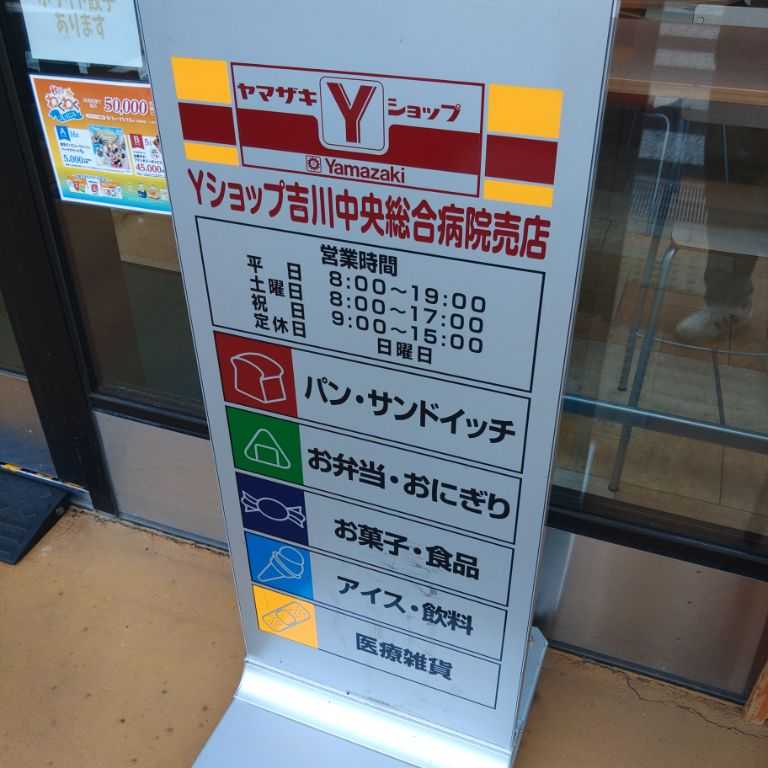 あります
50,000
A
5,000
B
45,000
ヤマザキ Y ショップ
Yamazaki
Yショップ吉川中央総合病院売店
営業時間
平日 8:00～19:00
土曜日 8:00～17:00
祝日 9:00～15:00
定休日 日曜日
パン・サンドイッチ
お弁当・おにぎり
お菓子・食品
アイス・飲料
医療雑貨